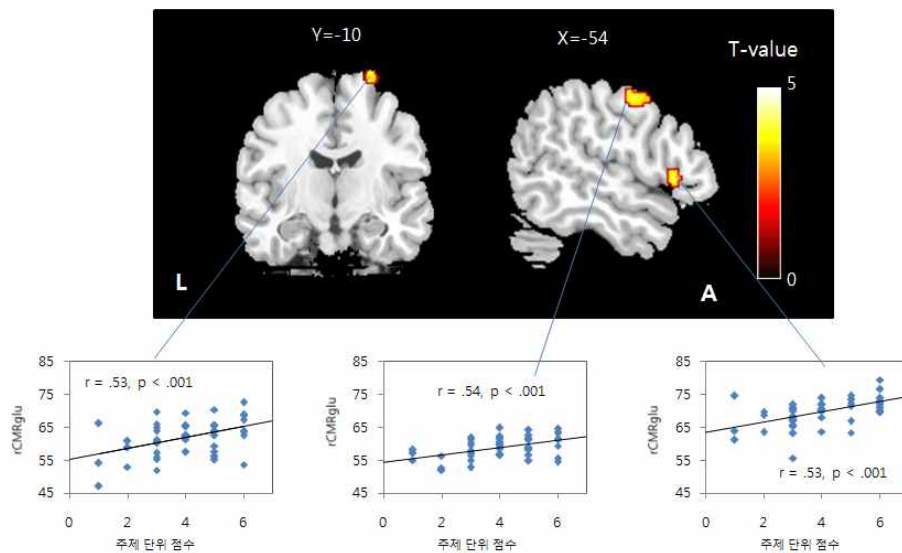 Y=-10
X=-54
T-value
5
0
L
A
85
75
65
55
45
rCMRglu
r = .53, p < .001
0 2 4 6
주제 단위 점수
85
75
65
55
45
rCMRglu
r = .54, p < .001
0 2 4 6
주제 단위 점수
85
75
65
55
45
rCMRglu
r = .53, p < .001
0 2 4 6
주제 단위 점수